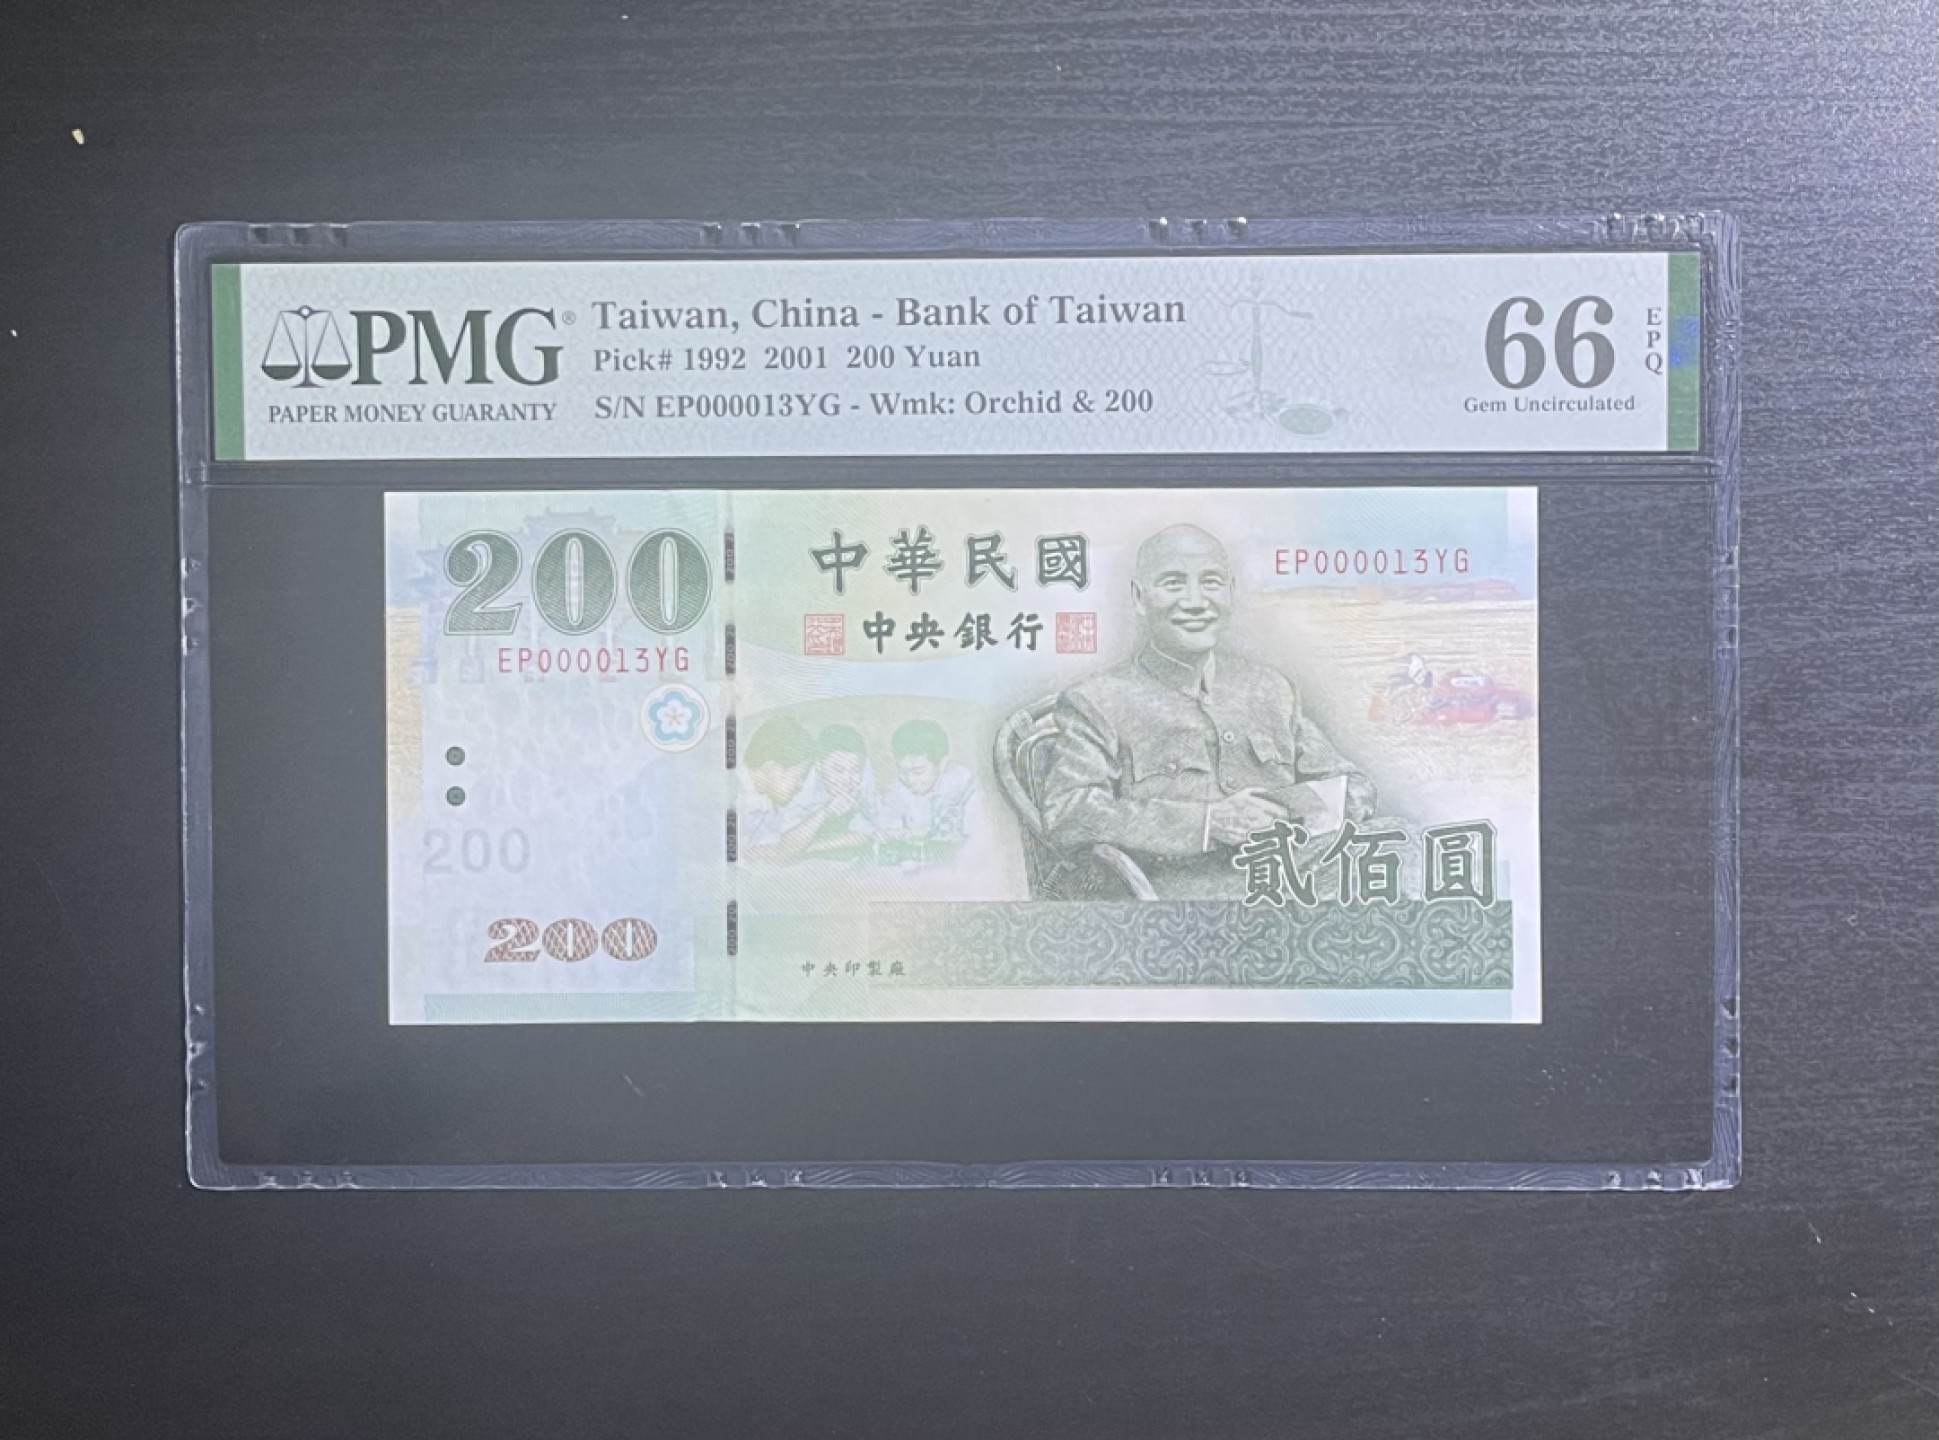 PMG®
PAPER MONEY GUARANTY
Taiwan, China - Bank of Taiwan
Pick# 1992 2001 200 Yuan
S/N EP000013YG - Wmk: Orchid & 200
66
EPQ
Gem Uncirculated
200
中華民國
EP000013YG
中央銀行
EP000013YG
200
200
貳佰圓
中央印製廠